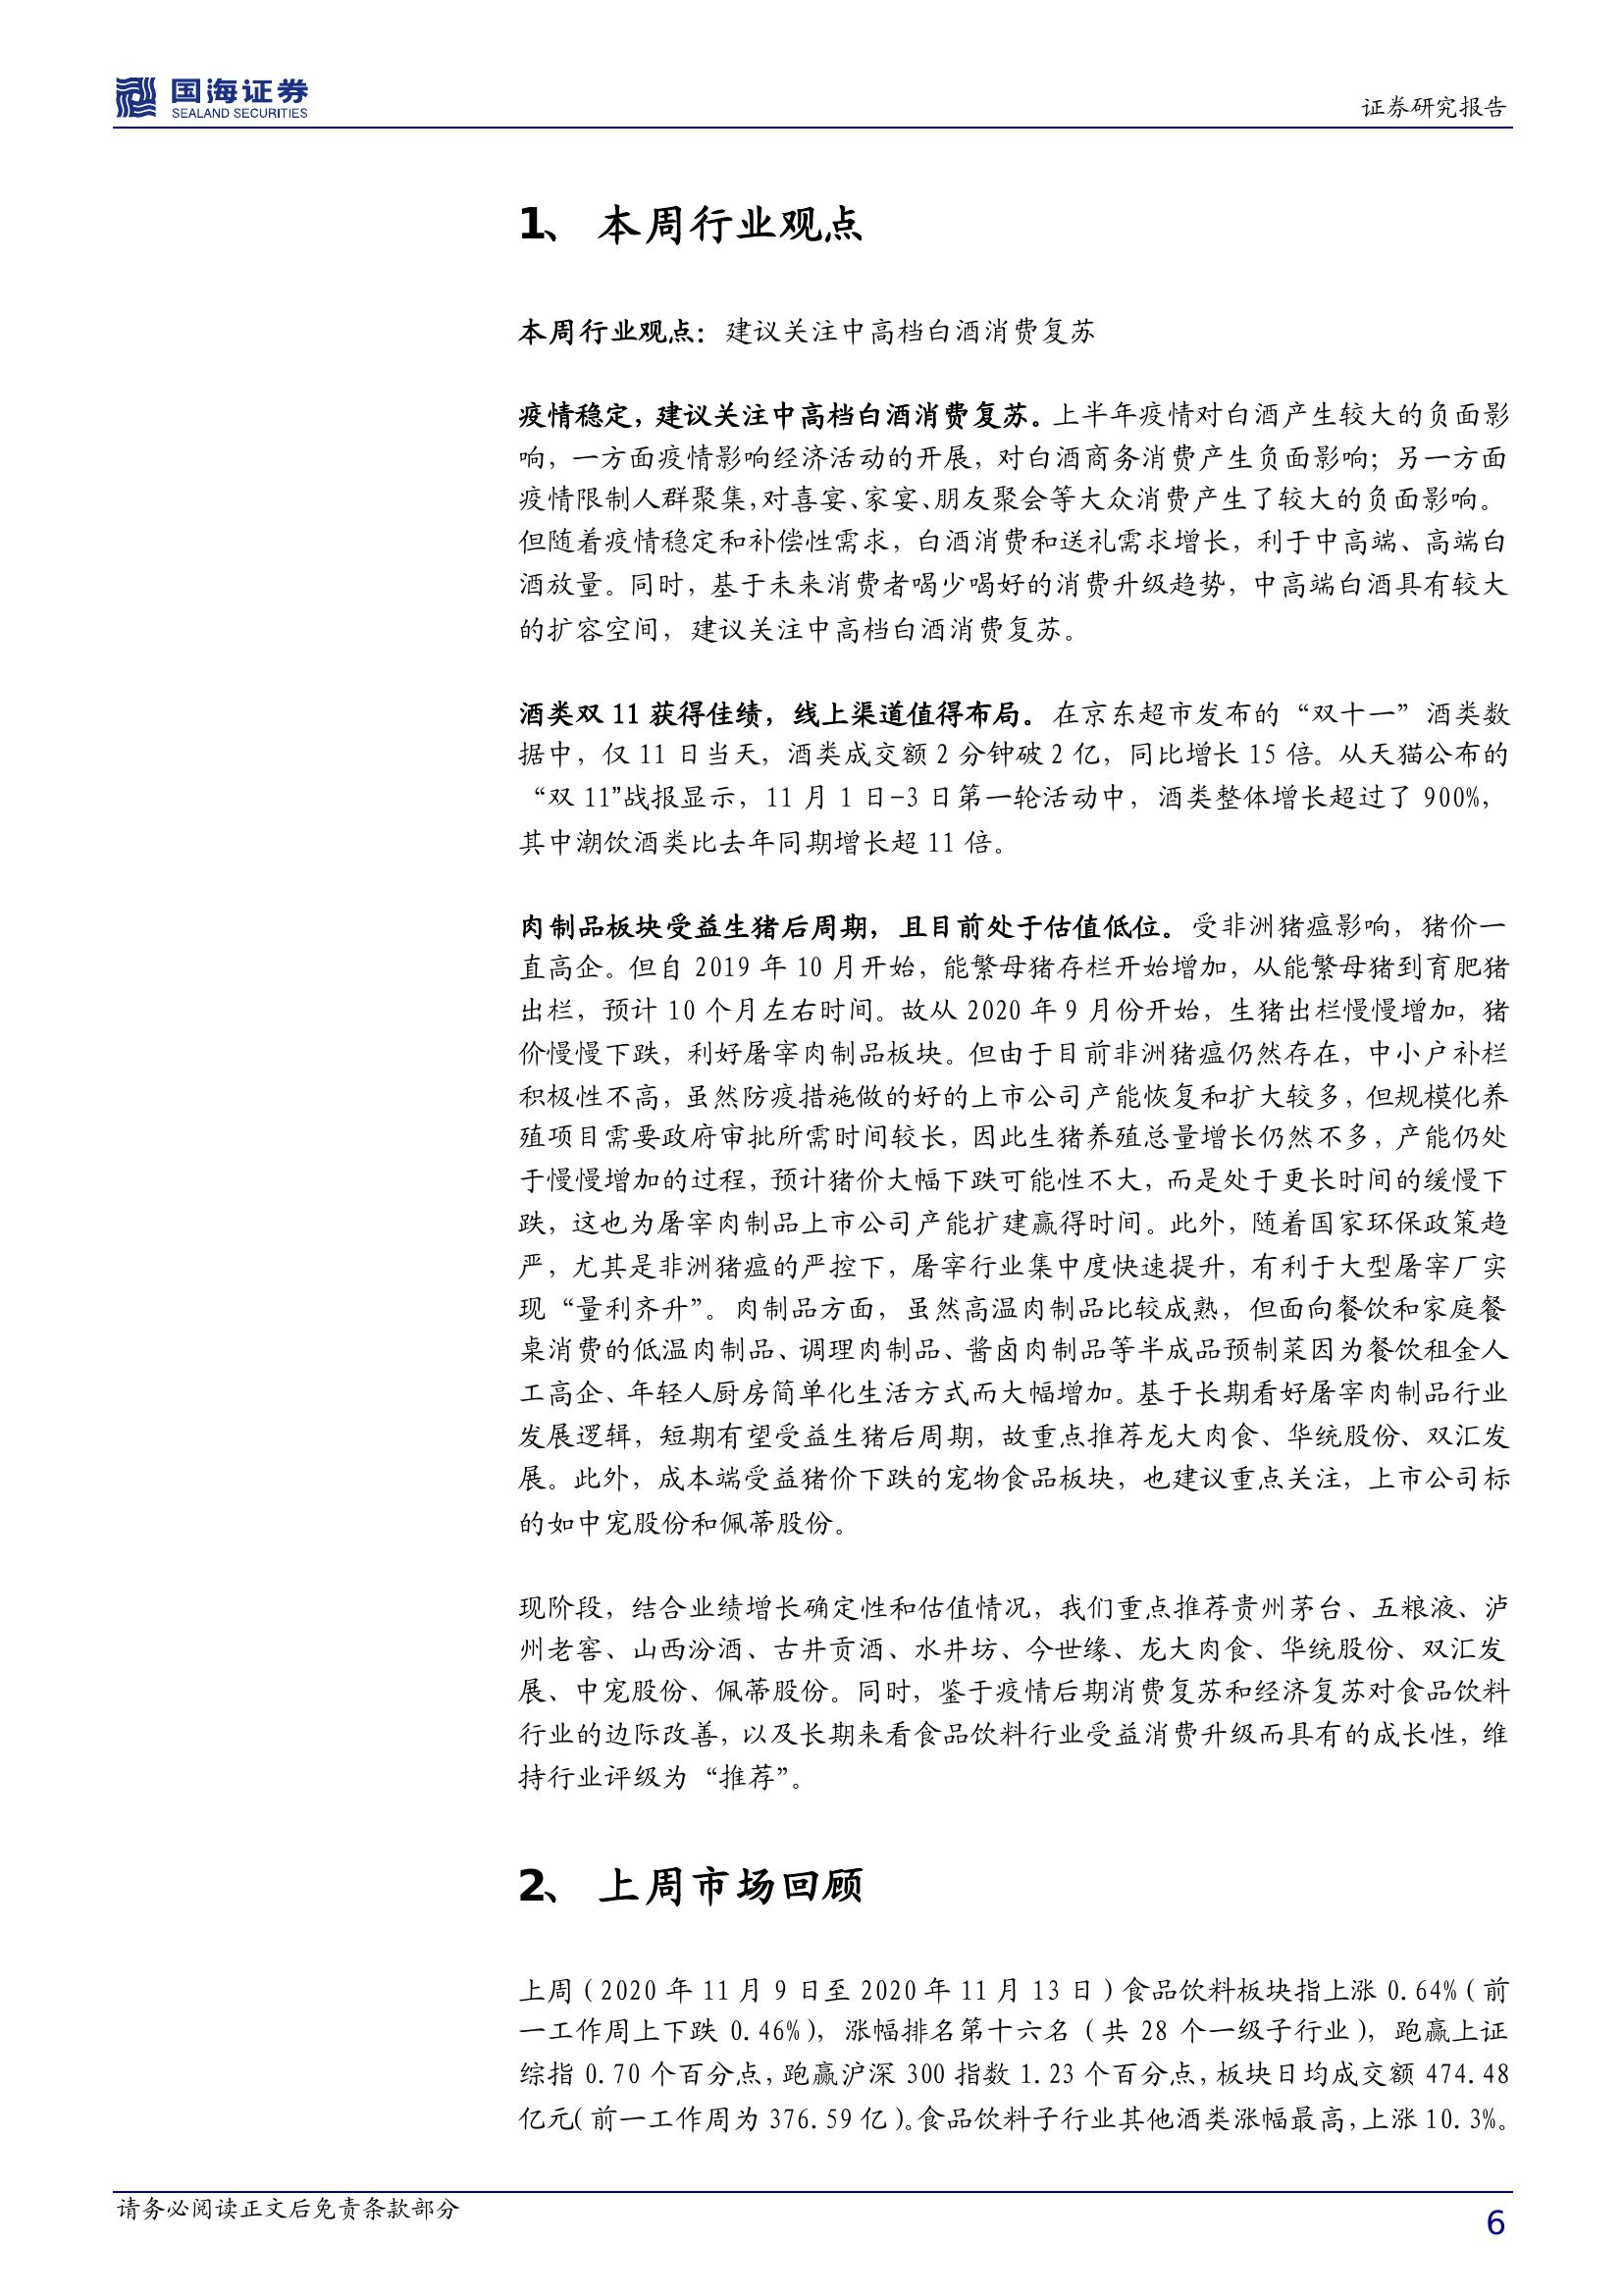 国海证券
SEALAND SECURITIES
证券研究报告
1、 本周行业观点
本周行业观点：建议关注中高档白酒消费复苏
疫情稳定，建议关注中高档白酒消费复苏。上半年疫情对白酒产生较大的负面影
响，一方面疫情影响经济活动的开展，对白酒商务消费产生负面影响；另一方面
疫情限制人群聚集，对喜宴、家宴、朋友聚会等大众消费产生了较大的负面影响。
但随着疫情稳定和补偿性需求，白酒消费和送礼需求增长，利于中高端、高端白
酒放量。同时，基于未来消费者喝少喝好的消费升级趋势，中高端白酒具有较大
的扩容空间，建议关注中高档白酒消费复苏。
酒类双 11 获得佳绩，线上渠道值得布局。在京东超市发布的“双十一”酒类数
据中，仅 11 日当天，酒类成交额 2 分钟破 2 亿，同比增长 15 倍。从天猫公布的
“双 11”战报显示，11 月 1 日-3 日第一轮活动中，酒类整体增长超过了 900%，
其中潮饮酒类比去年同期增长超 11 倍。
肉制品板块受益生猪后周期，且目前处于估值低位。受非洲猪瘟影响，猪价一
直高企。但自 2019 年 10 月开始，能繁母猪存栏开始增加，从能繁母猪到育肥猪
出栏，预计 10 个月左右时间。故从 2020 年 9 月份开始，生猪出栏慢慢增加，猪
价慢慢下跌，利好屠宰肉制品板块。但由于目前非洲猪瘟仍然存在，中小户补栏
积极性不高，虽然防疫措施做的好的上市公司产能恢复和扩大较多，但规模化养
殖项目需要政府审批所需时间较长，因此生猪养殖总量增长仍然不多，产能仍处
于慢慢增加的过程，预计猪价大幅下跌可能性不大，而是处于更长时间的缓慢下
跌，这也为屠宰肉制品上市公司产能扩建赢得时间。此外，随着国家环保政策趋
严，尤其是非洲猪瘟的严控下，屠宰行业集中度快速提升，有利于大型屠宰厂实
现“量利齐升”。肉制品方面，虽然高温肉制品比较成熟，但面向餐饮和家庭餐
桌消费的低温肉制品、调理肉制品、酱卤肉制品等半成品预制菜因为餐饮租金人
工高企、年轻人厨房简单化生活方式而大幅增加。基于长期看好屠宰肉制品行业
发展逻辑，短期有望受益生猪后周期，故重点推荐龙大肉食、华统股份、双汇发
展。此外，成本端受益猪价下跌的宠物食品板块，也建议重点关注，上市公司标
的如中宠股份和佩蒂股份。
现阶段，结合业绩增长确定性和估值情况，我们重点推荐贵州茅台、五粮液、泸
州老窖、山西汾酒、古井贡酒、水井坊、今世缘、龙大肉食、华统股份、双汇发
展、中宠股份、佩蒂股份。同时，鉴于疫情后期消费复苏和经济复苏对食品饮料
行业的边际改善，以及长期来看食品饮料行业受益消费升级而具有的成长性，维
持行业评级为“推荐”。
2、 上周市场回顾
上周（2020 年 11 月 9 日至 2020 年 11 月 13 日）食品饮料板块指上涨 0.64%（前
一工作周上下跌 0.46%），涨幅排名第十六名（共 28 个一级子行业），跑赢上证
综指 0.70 个百分点，跑赢沪深 300 指数 1.23 个百分点，板块日均成交额 474.48
亿元（前一工作周为 376.59 亿）。食品饮料子行业其他酒类涨幅最高，上涨 10.3%。
请务必阅读正文后免责条款部分
6